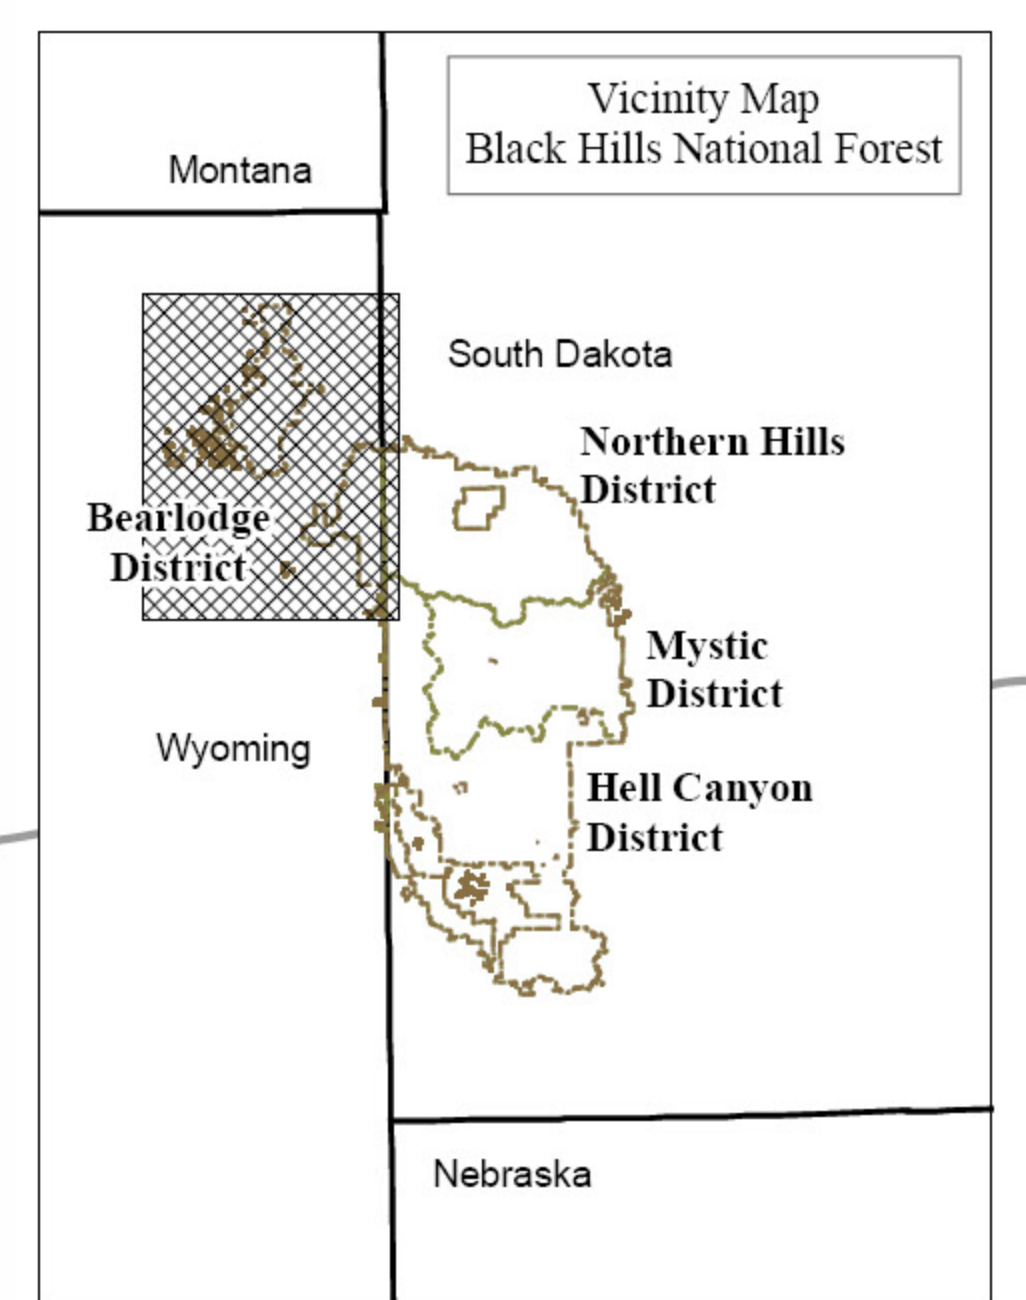 Vicinity Map
Black Hills National Forest
Montana
South Dakota
Northern Hills
District
Bearlodge
District
Mystic
District
Wyoming
Hell Canyon
District
Nebraska